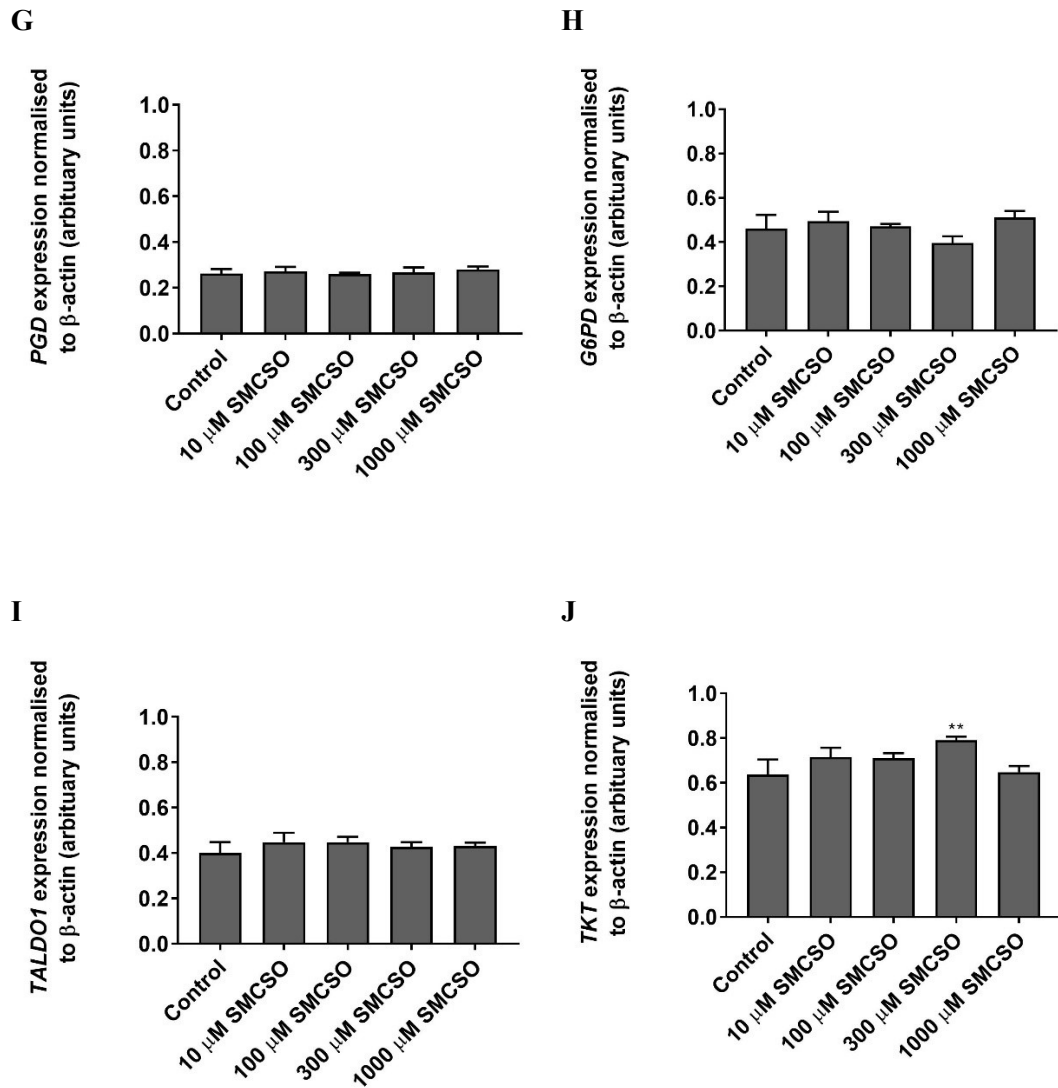 G
PGD expression normalised
to β-actin (arbituary units)
1.0
0.8
0.6
0.4
0.2
0.0
Control
10 μM SMCSO
100 μM SMCSO
300 μM SMCSO
1000 μM SMCSO
H
G6PD expression normalised
to β-actin (arbituary units)
1.0
0.8
0.6
0.4
0.2
0.0
Control
10 μM SMCSO
100 μM SMCSO
300 μM SMCSO
1000 μM SMCSO
I
TALDO1 expression normalised
to β-actin (arbituary units)
1.0
0.8
0.6
0.4
0.2
0.0
Control
10 μM SMCSO
100 μM SMCSO
300 μM SMCSO
1000 μM SMCSO
J
TKT expression normalised
to β-actin (arbituary units)
1.0
0.8
0.6
0.4
0.2
0.0
**
Control
10 μM SMCSO
100 μM SMCSO
300 μM SMCSO
1000 μM SMCSO